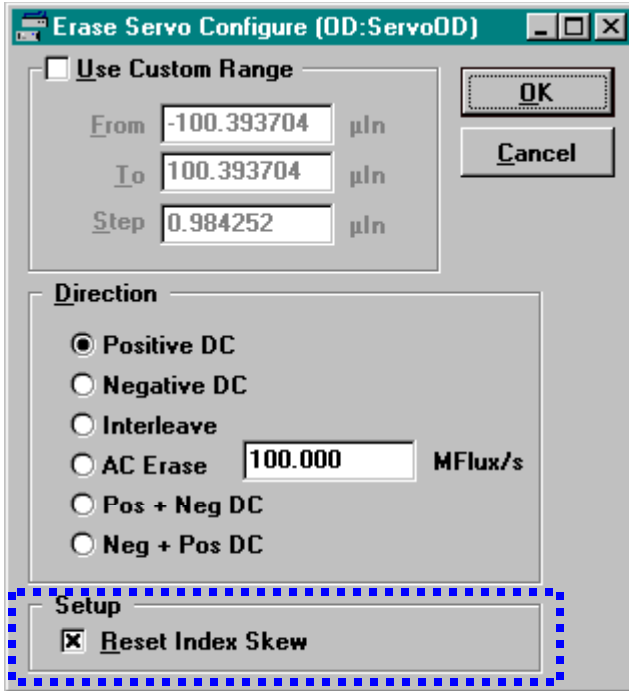 Erase Servo Configure (OD:ServoOD)
Use Custom Range
From -100.393704 µIn
To 100.393704 µIn
Step 0.984252 µIn
OK
Cancel
Direction
Positive DC
Negative DC
Interleave
AC Erase 100.000 MFlux/s
Pos + Neg DC
Neg + Pos DC
Setup
Reset Index Skew